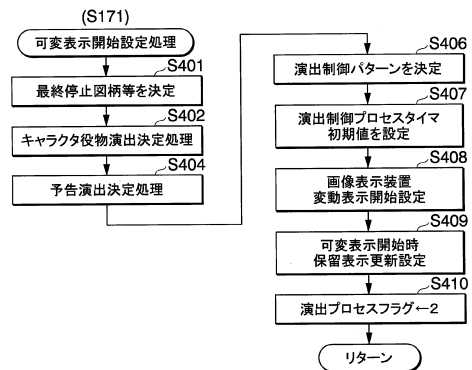 (S171)
可変表示開始設定処理
S401
最終停止図柄等を決定
S402
キャラクタ役物演出決定処理
S404
予告演出決定処理
S406
演出制御パターンを決定
S407
演出制御プロセスタイマ
初期値を設定
S408
画像表示装置
変動表示開始設定
S409
可変表示開始時
保留表示更新設定
S410
演出プロセスフラグ←2
リターン